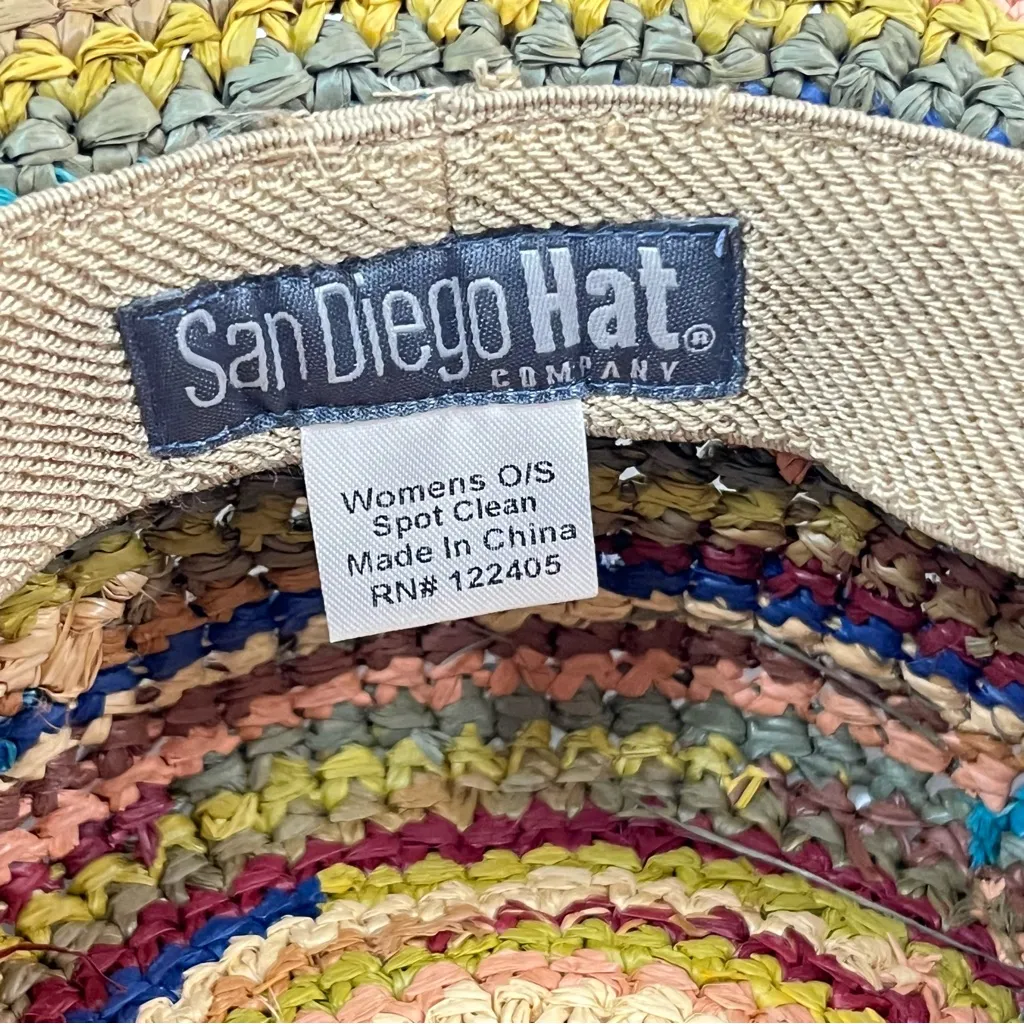 San Diego Hat®
COMPANY
Womens O/S
Spot Clean
Made In China
RN# 122405